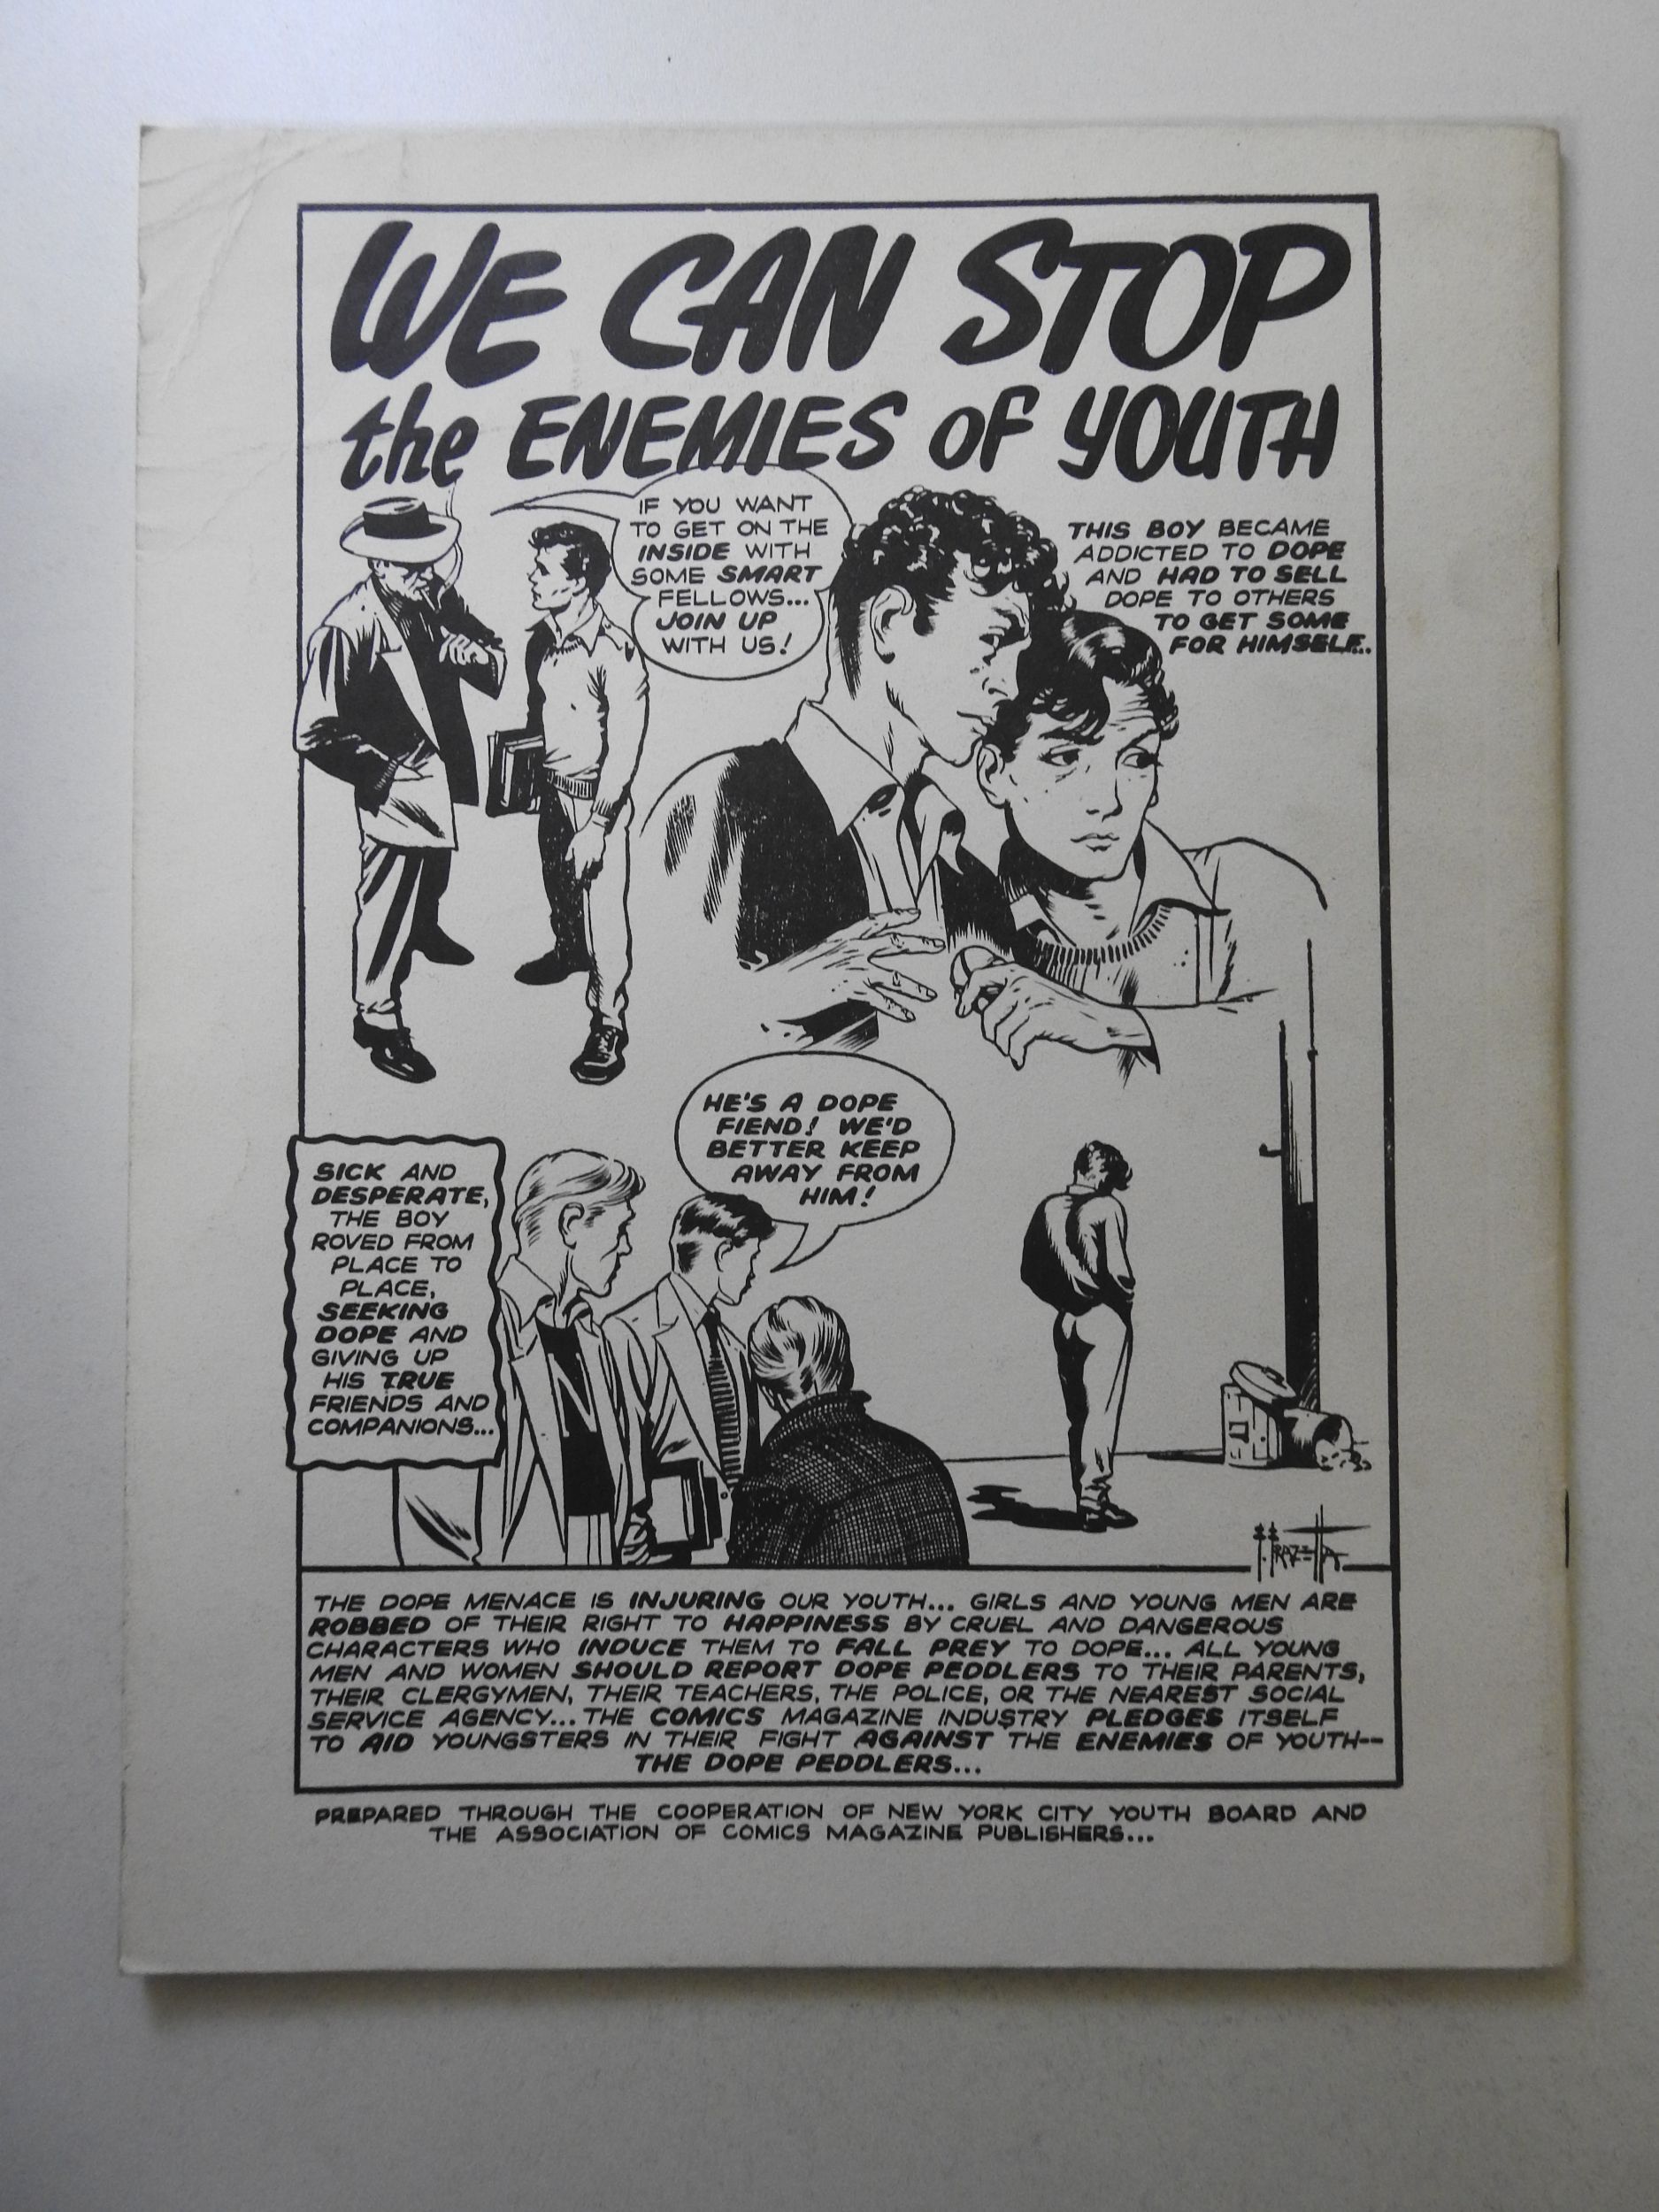 WE CAN STOP
the ENEMIES OF YOUTH
IF YOU WANT
TO GET ON THE
INSIDE WITH
SOME SMART
FELLOWS...
JOIN UP
WITH US!
THIS BOY BECAME
ADDICTED TO DOPE
AND HAD TO SELL
DOPE TO OTHERS
TO GET SOME
FOR HIMSELF...
HE'S A DOPE
FIEND! WE'D
BETTER KEEP
AWAY FROM
HIM!
SICK AND
DESPERATE,
THE BOY
ROVED FROM
PLACE TO
PLACE,
SEEKING
DOPE AND
GIVING UP
HIS TRUE
FRIENDS AND
COMPANIONS...
N
FRAZETTA
THE DOPE MENACE IS INJURING OUR YOUTH... GIRLS AND YOUNG MEN ARE
ROBBED OF THEIR RIGHT TO HAPPINESS BY CRUEL AND DANGEROUS
CHARACTERS WHO INDUCE THEM TO FALL PREY TO DOPE... ALL YOUNG
MEN AND WOMEN SHOULD REPORT DOPE PEDDLERS TO THEIR PARENTS,
THEIR CLERGYMEN, THEIR TEACHERS, THE POLICE, OR THE NEAREST SOCIAL
SERVICE AGENCY... THE COMICS MAGAZINE INDUSTRY PLEDGES ITSELF
TO AID YOUNGSTERS IN THEIR FIGHT AGAINST THE ENEMIES OF YOUTH--
THE DOPE PEDDLERS...
PREPARED THROUGH THE COOPERATION OF NEW YORK CITY YOUTH BOARD AND
THE ASSOCIATION OF COMICS MAGAZINE PUBLISHERS...